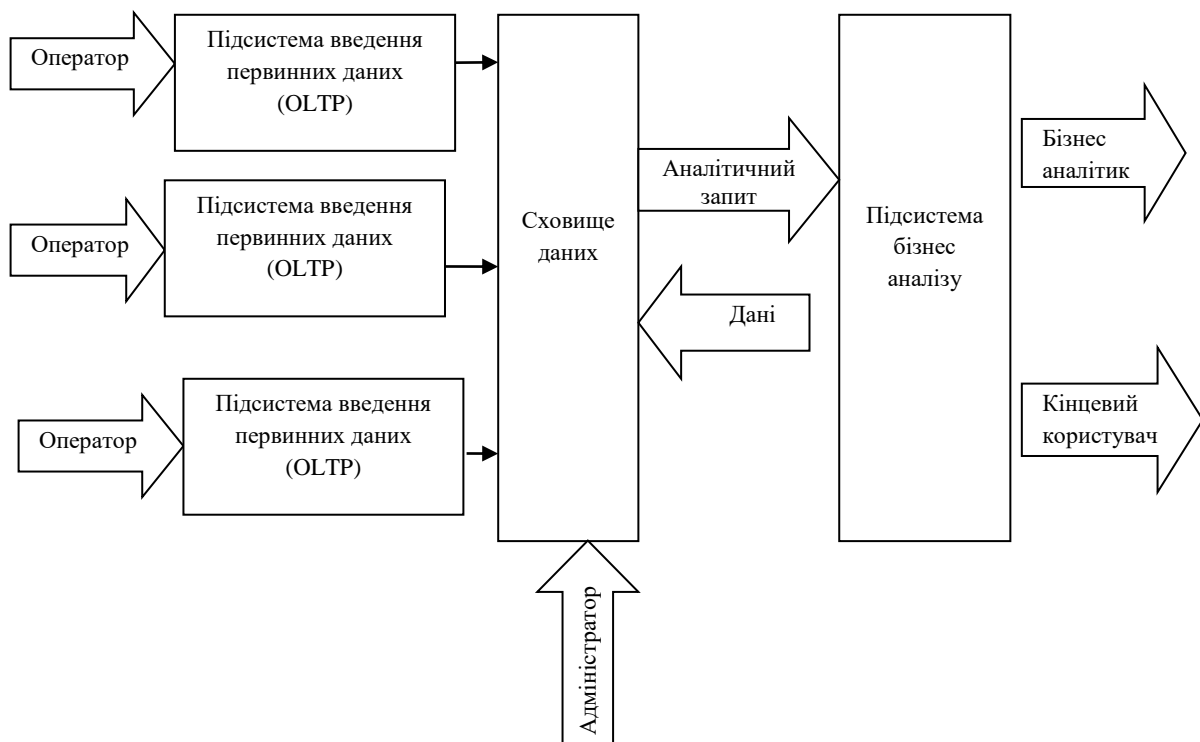 Оператор
Підсистема введення
первинних даних
(OLTP)
Оператор
Підсистема введення
первинних даних
(OLTP)
Оператор
Підсистема введення
первинних даних
(OLTP)
Сховище
даних
Адміністратор
Аналітичний
запит
Дані
Підсистема
бізнес
аналізу
Бізнес
аналітик
Кінцевий
користувач